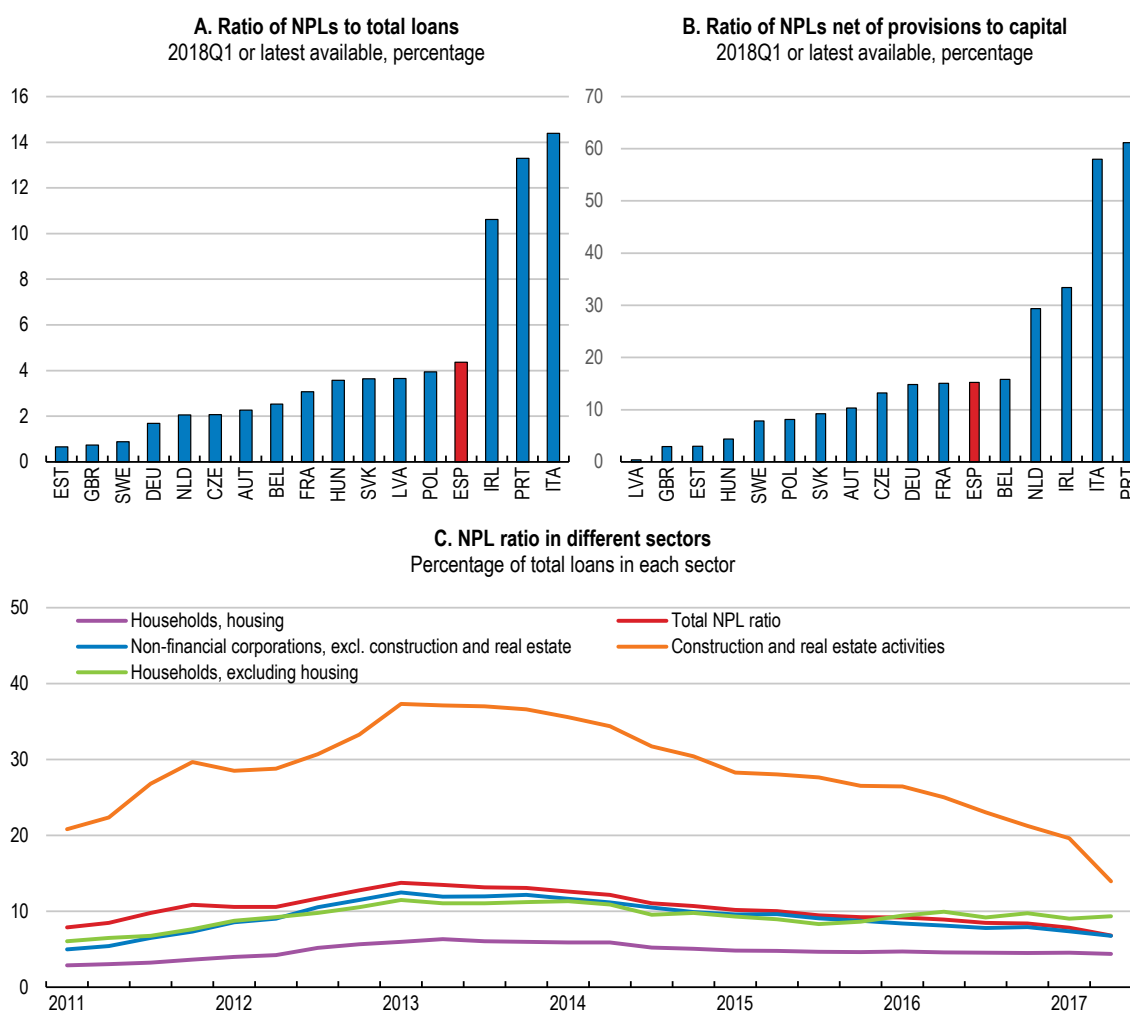 A. Ratio of NPLs to total loans
2018Q1 or latest available, percentage
16
14
12
10
8
6
4
2
0
EST GBR SWE DEU NLD CZE AUT BEL FRA HUN SVK LVA POL ESP IRL PRT ITA
B. Ratio of NPLs net of provisions to capital
2018Q1 or latest available, percentage
70
60
50
40
30
20
10
0
LVA GBR EST HUN SWE POL SVK AUT CZE DEU FRA ESP BEL NLD IRL ITA PRT
C. NPL ratio in different sectors
Percentage of total loans in each sector
50
40
30
20
10
0
Households, housing
Total NPL ratio
Non-financial corporations, excl. construction and real estate
Construction and real estate activities
Households, excluding housing
2011 2012 2013 2014 2015 2016 2017